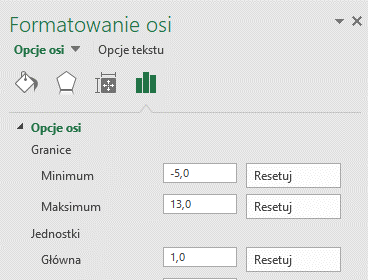 Formatowanie osi
Opcje osi Opcje tekstu
Opcje osi
Granice
Minimum -5,0 Resetuj
Maksimum 13,0 Resetuj
Jednostki
Główna 1,0 Resetuj